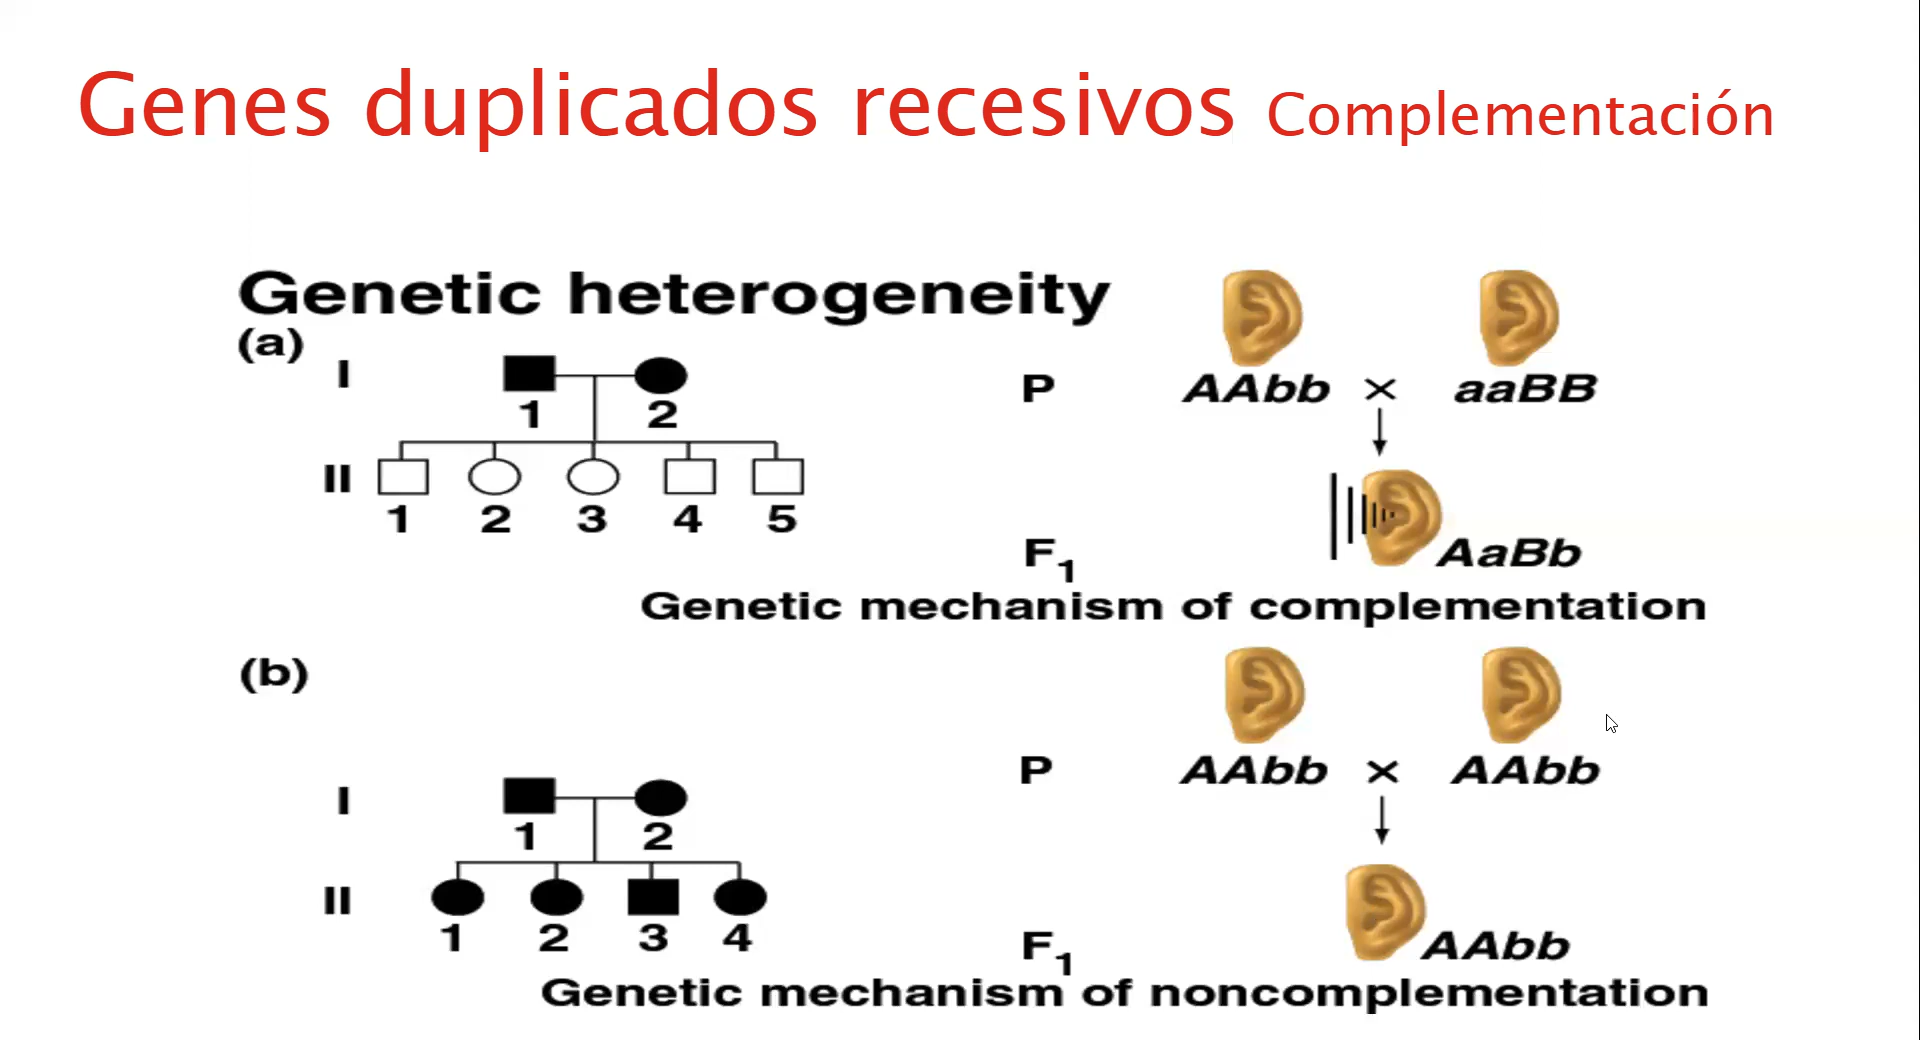 Genes duplicados recesivos Complementación
Genetic heterogeneity
(a)
I
1 2
II
1 2 3 4 5
P AAbb × aaBB
F1 AaBb
Genetic mechanism of complementation
(b)
I
1 2
II
1 2 3 4
P AAbb × AAbb
F1 AAbb
Genetic mechanism of noncomplementation